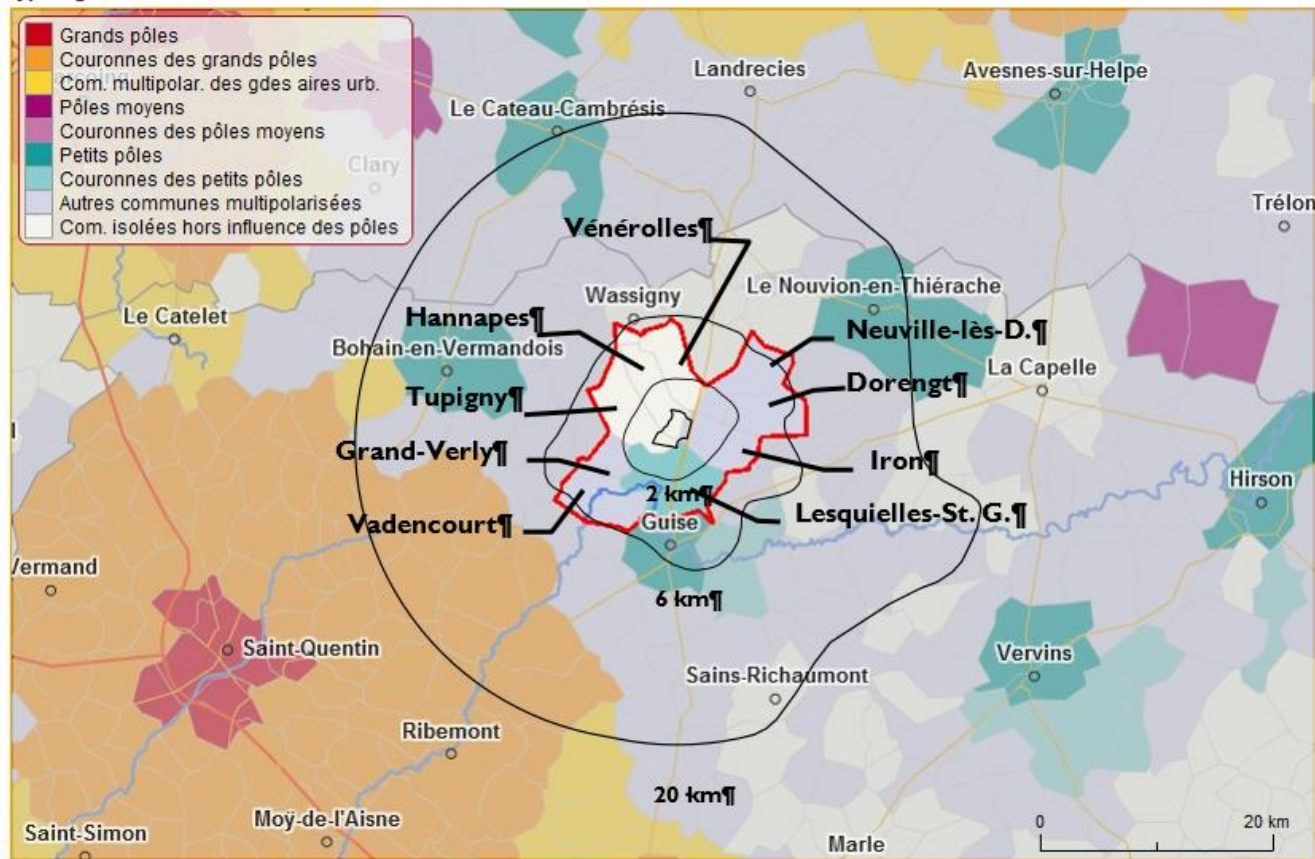 Grands pôles
Couronnes des grands pôles
Com. multipolar. des gdes aires urb.
Pôles moyens
Couronnes des pôles moyens
Petits pôles
Couronnes des petits pôles
Autres communes multipolarisées
Com. isolées hors influence des pôles
Landrecies
Avesnes-sur-Helpe
Le Cateau-Cambrésis
Clary
Trélon
Vénérolles¶
Wassigny
Le Nouvion-en-Thiérache
Hannapes¶
Neuville-lès-D.¶
Le Catelet
Bohain-en-Vermandois
La Capelle
Dorengt¶
Tupigny¶
Grand-Verly¶
Iron¶
Hirson
2 km¶
Lesquielles-St. G.¶
Vadencourt¶
Guise
Vermand
6 km¶
Saint-Quentin
Vervins
Sains-Richaumont
Ribemont
20 km¶
Moÿ-de-l'Aisne
0 20 km
Saint-Simon
Marle